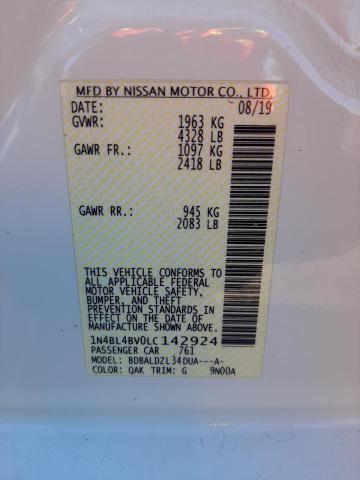 MFD BY NISSAN MOTOR CO., LTD.
DATE: 08/19
GVWR: 1963 KG
4328 LB
GAWR FR.: 1097 KG
2418 LB
GAWR RR.: 945 KG
2083 LB
THIS VEHICLE CONFORMS TO
ALL APPLICABLE FEDERAL
MOTOR VEHICLE SAFETY,
BUMPER, AND THEFT
PREVENTION STANDARDS IN
EFFECT ON THE DATE OF
MANUFACTURE SHOWN ABOVE.
1N4BL4BV0LC142924
PASSENGER CAR 761
MODEL: BDBALDZL34DUA---A-
COLOR: QAK TRIM: G 9N00A